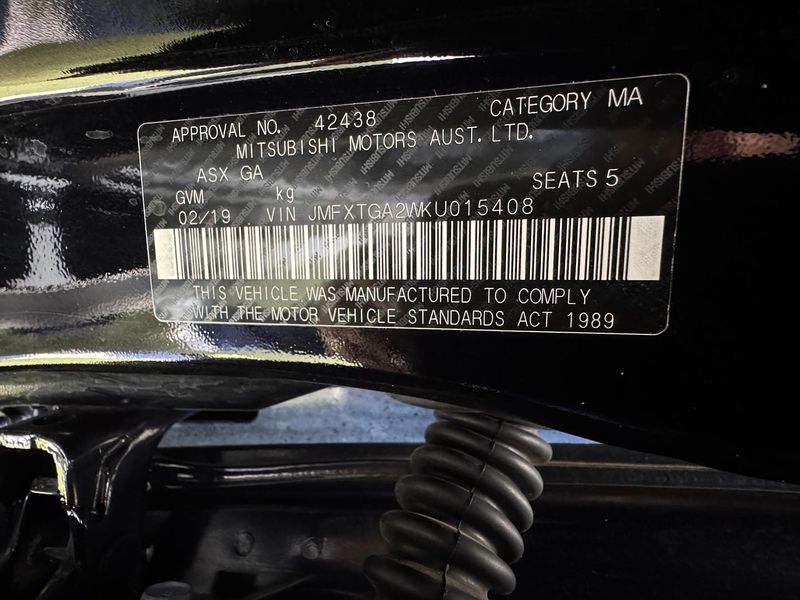 APPROVAL NO. 42438 CATEGORY MA
MITSUBISHI MOTORS AUST. LTD.
ASX GA
GVM kg SEATS 5
02/19 VIN JMFXTGA2WKU015408
THIS VEHICLE WAS MANUFACTURED TO COMPLY
WITH THE MOTOR VEHICLE STANDARDS ACT 1989